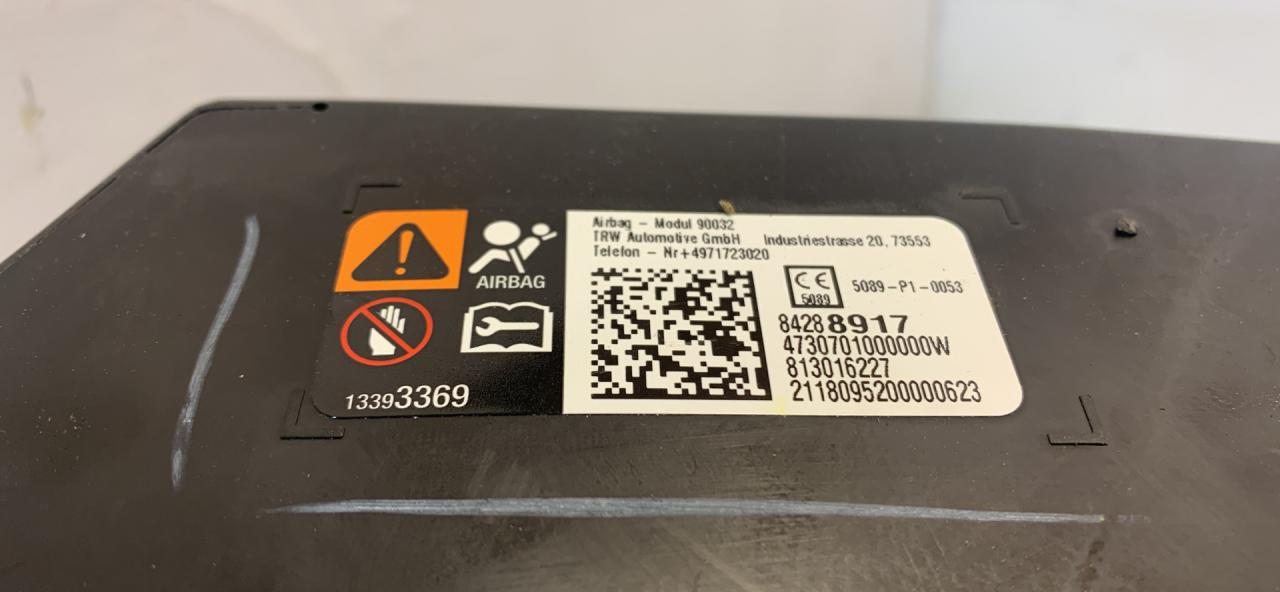 AIRBAG
13393369
Airbag - Modul 90032
TRW Automotive GmbH Industriestrasse 20, 73553
Telefon - Nr+4971723020
CE
5089
5089-P1-0053
84288917
4730701000000W
813016227
2118095200000623